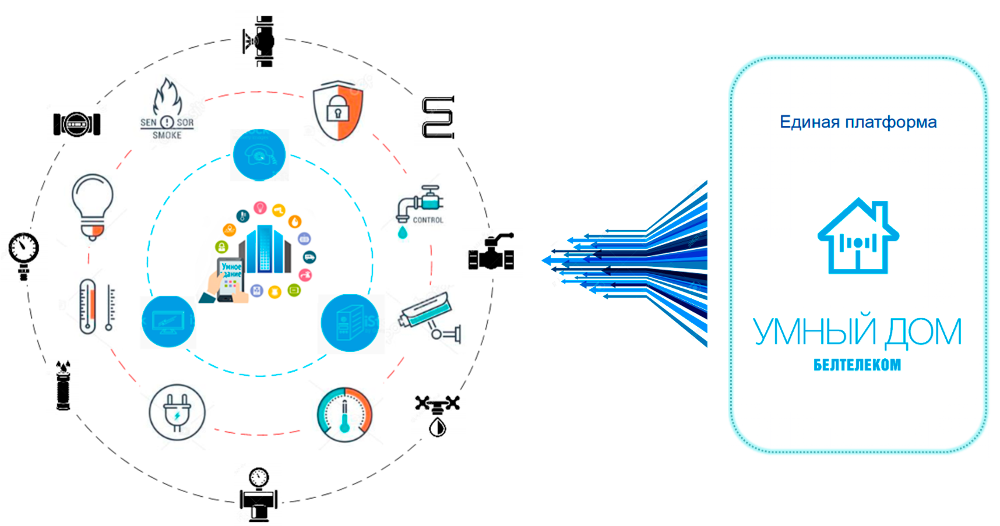 SEN SOR
SMOKE
CONTROL
Умное
здание
Единая платформа
УМНЫЙ ДОМ
БЕЛТЕЛЕКОМ